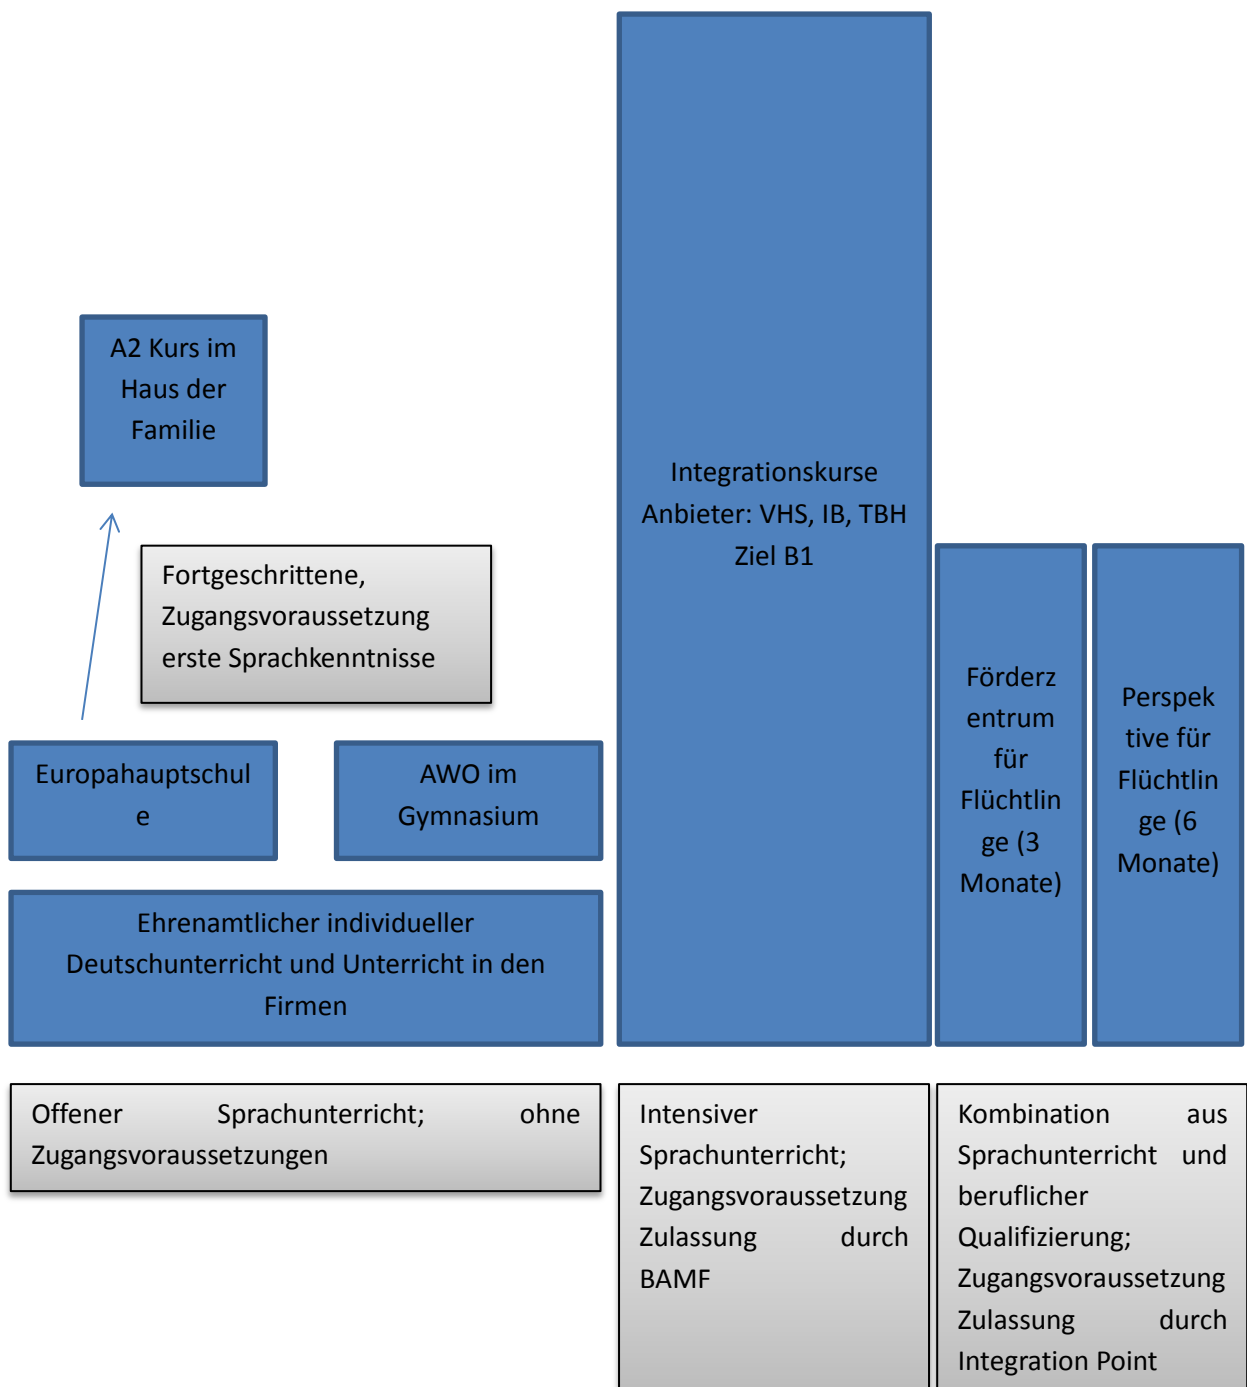 A2 Kurs im
Haus der
Familie
Fortgeschrittene,
Zugangsvoraussetzung
erste Sprachkenntnisse
Europahauptschul
e
AWO im
Gymnasium
Ehrenamtlicher individueller
Deutschunterricht und Unterricht in den
Firmen
Offener Sprachunterricht; ohne
Zugangsvoraussetzungen
Integrationskurse
Anbieter: VHS, IB, TBH
Ziel B1
Intensiver
Sprachunterricht;
Zugangsvoraussetzung
Zulassung durch
BAMF
Förderz
entrum
für
Flüchtlin
ge (3
Monate)
Perspek
tive für
Flüchtlin
ge (6
Monate)
Kombination aus
Sprachunterricht und
beruflicher
Qualifizierung;
Zugangsvoraussetzung
Zulassung durch
Integration Point